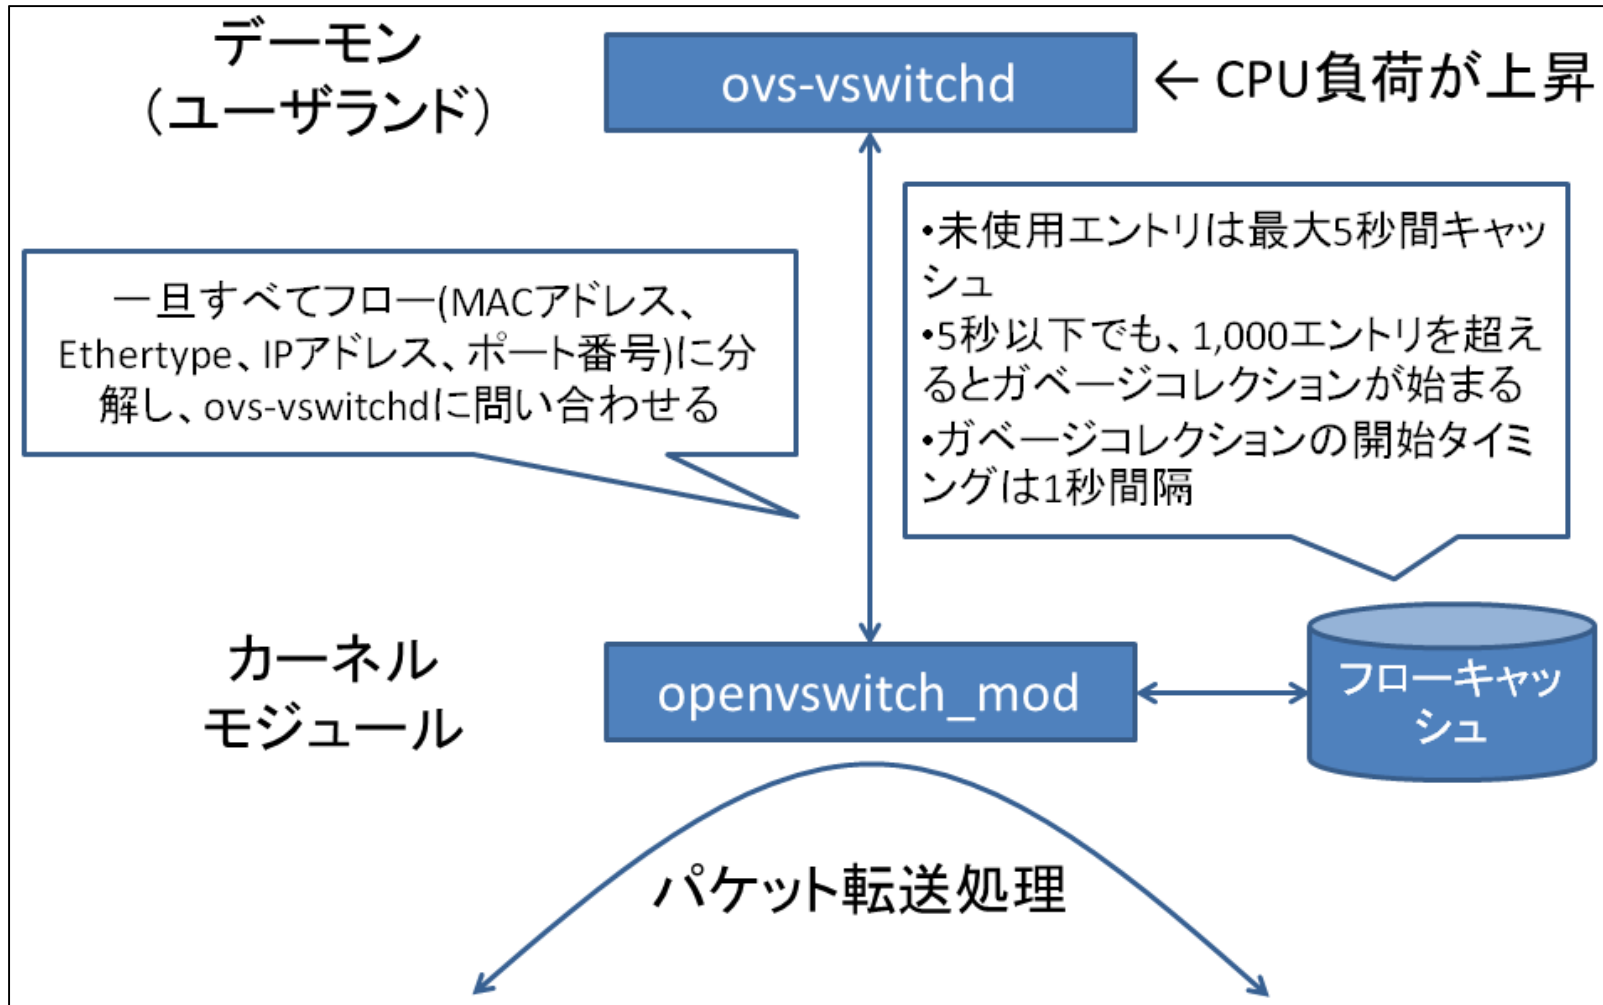 デーモン
（ユーザランド）
ovs-vswitchd
← CPU負荷が上昇
•未使用エントリは最大5秒間キャッ
シュ
•5秒以下でも、1,000エントリを超え
るとガベージコレクションが始まる
•ガベージコレクションの開始タイミ
ングは1秒間隔
一旦すべてフロー(MACアドレス、
Ethertype、IPアドレス、ポート番号)に分
解し、ovs-vswitchdに問い合わせる
カーネル
モジュール
openvswitch_mod
フローキャッ
シュ
パケット転送処理